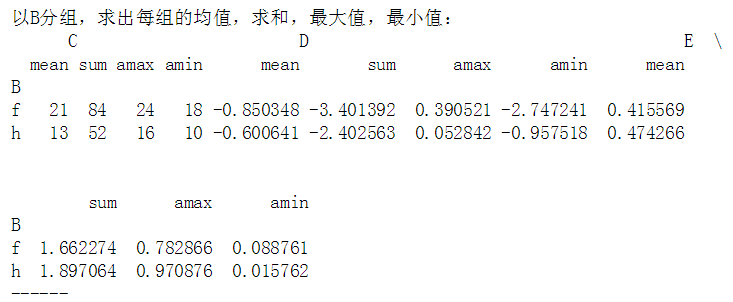 以B分组，求出每组的均值，求和，最大值，最小值：
C D E \
mean sum amax amin mean sum amax amin mean
B
f 21 84 24 18 -0.850348 -3.401392 0.390521 -2.747241 0.415569
h 13 52 16 10 -0.600641 -2.402563 0.052842 -0.957518 0.474266
sum amax amin
B
f 1.662274 0.782866 0.088761
h 1.897064 0.970876 0.015762
------